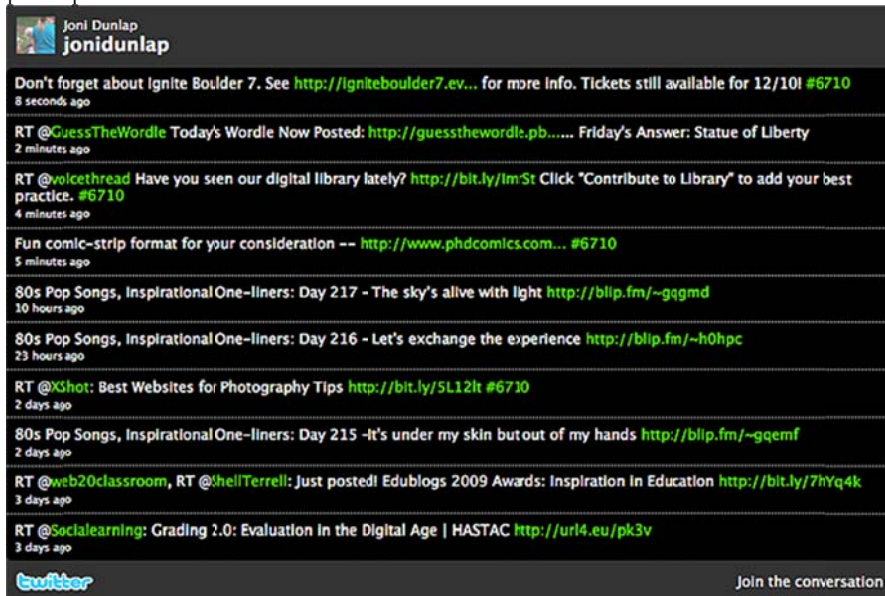 Joni Dunlap
jonidunlap
Don't forget about Ignite Boulder 7. See http://igniteboulder7.ev... for more info. Tickets still available for 12/10! #6710
8 seconds ago
RT @GuessTheWordle Today's Wordle Now Posted: http://guessthewordle.pb...... Friday's Answer: Statue of Liberty
2 minutes ago
RT @voicethread Have you seen our digital library lately? Click "Contribute to Library" to add your best
practice. #6710
4 minutes ago
Fun comic-strip format for your consideration -- http://www.phdcomics.com... #6710
5 minutes ago
80s Pop Songs, Inspirational One-liners: Day 217 - The sky's alive with light http://blip.fm/~gqgmd
10 hours ago
80s Pop Songs, Inspirational One-liners: Day 216 - Let's exchange the experience http://blip.fm/~h0hpc
23 hours ago
RT @XShot: Best Websites for Photography Tips http://bit.ly/5L12lt #6710
2 days ago
80s Pop Songs, Inspirational One-liners: Day 215 -It's under my skin but out of my hands http://blip.fm/~gqemf
2 days ago
RT @web20classroom, RT @ShellTerrell: Just posted! Edublogs 2009 Awards: Inspiration in Education http://bit.ly/7hYq4k
3 days ago
RT @Socialearning: Grading 2.0: Evaluation in the Digital Age | HASTAC http://url4.eu/pk3v
3 days ago
twitter
Join the conversation